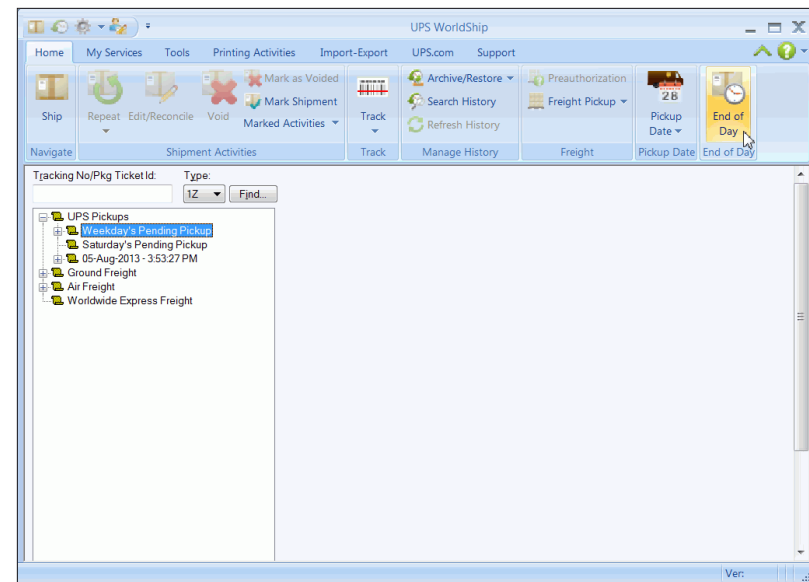 UPS WorldShip
Home My Services Tools Printing Activities Import-Export UPS.com Support
Ship
Repeat Edit/Reconcile Void
Mark as Voided
Mark Shipment
Marked Activities
Track
Archive/Restore
Search History
Refresh History
Preauthorization
Freight Pickup
28
Pickup
Date
End of
Day
Navigate Shipment Activities Track Manage History Freight Pickup Date End of Day
Tracking No/Pkg Ticket Id: Type:
1Z Find...
UPS Pickups
Weekday's Pending Pickup
Saturday's Pending Pickup
05-Aug-2013 - 3:53:27 PM
Ground Freight
Air Freight
Worldwide Express Freight
Ver: